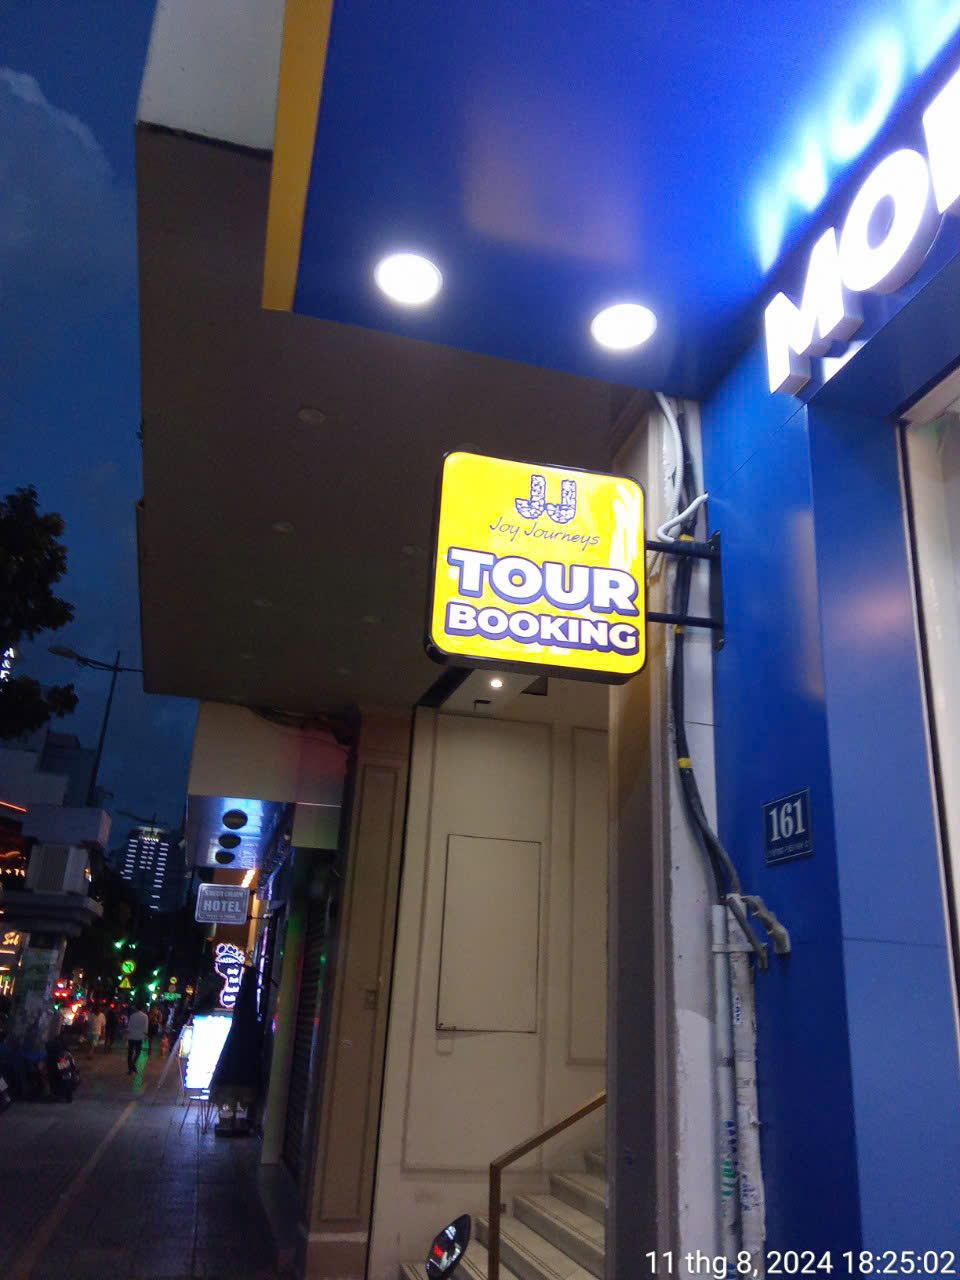 MO
JJ
Joy Journeys
TOUR
BOOKING
161
HOTEL
11 thg 8, 2024 18:25:02